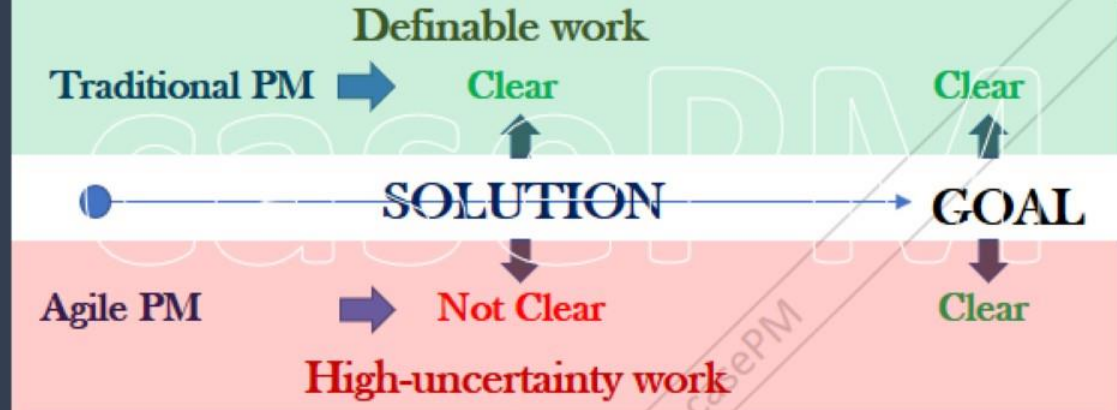 Definable work
Traditional PM Clear Clear
SOLUTION GOAL
Agile PM Not Clear Clear
High-uncertainty work
casePM
casePM